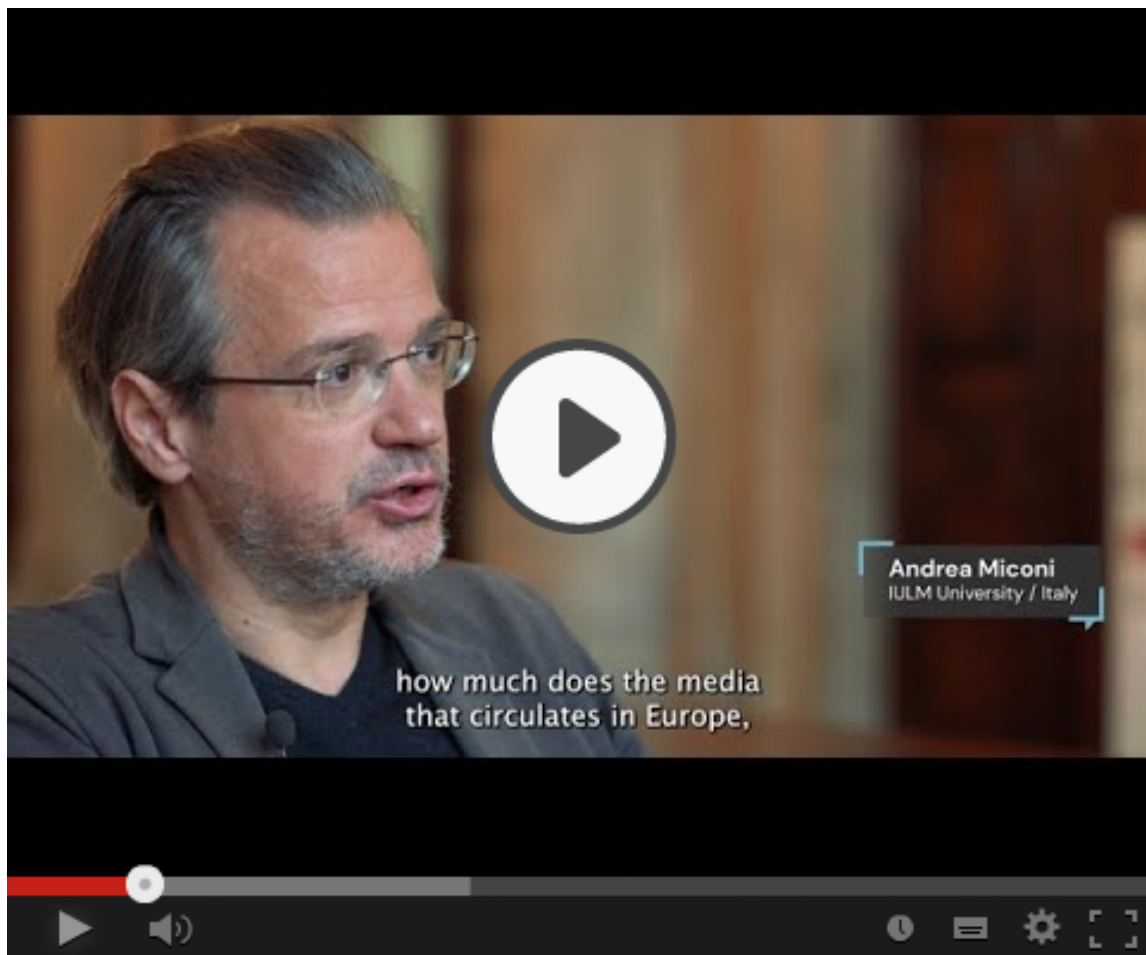 Andrea Miconi
IULM University / Italy
how much does the media
that circulates in Europe,